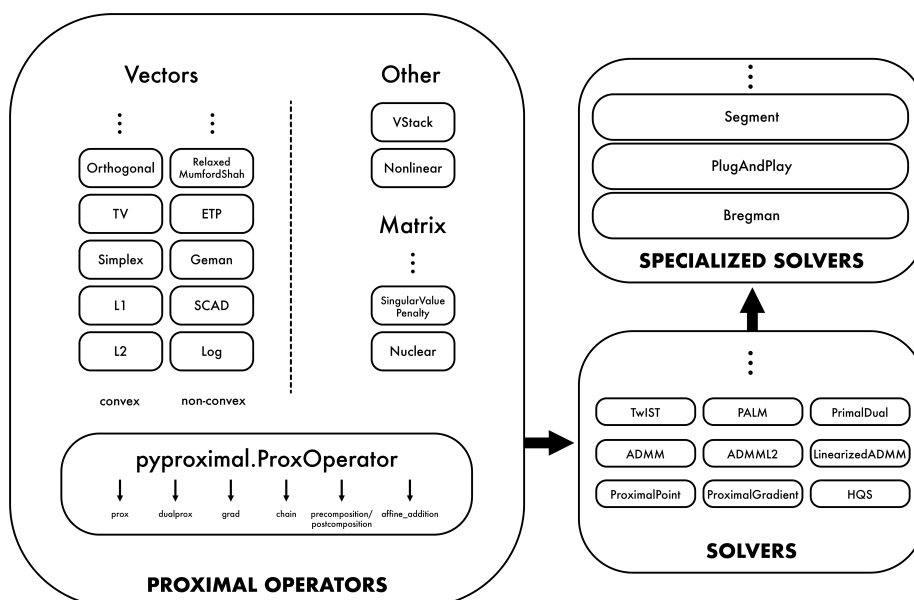 Vectors
Orthogonal
Relaxed
MumfordShah
TV
ETP
Simplex
Geman
L1
SCAD
L2
Log
convex
non-convex
Other
VStack
Nonlinear
Matrix
SingularValue
Penalty
Nuclear
pyproximal.ProxOperator
prox
dualprox
grad
chain
precomposition/
postcomposition
affine_addition
PROXIMAL OPERATORS
Segment
PlugAndPlay
Bregman
SPECIALIZED SOLVERS
TwIST
PALM
PrimalDual
ADMM
ADMML2
LinearizedADMM
ProximalPoint
ProximalGradient
HQS
SOLVERS